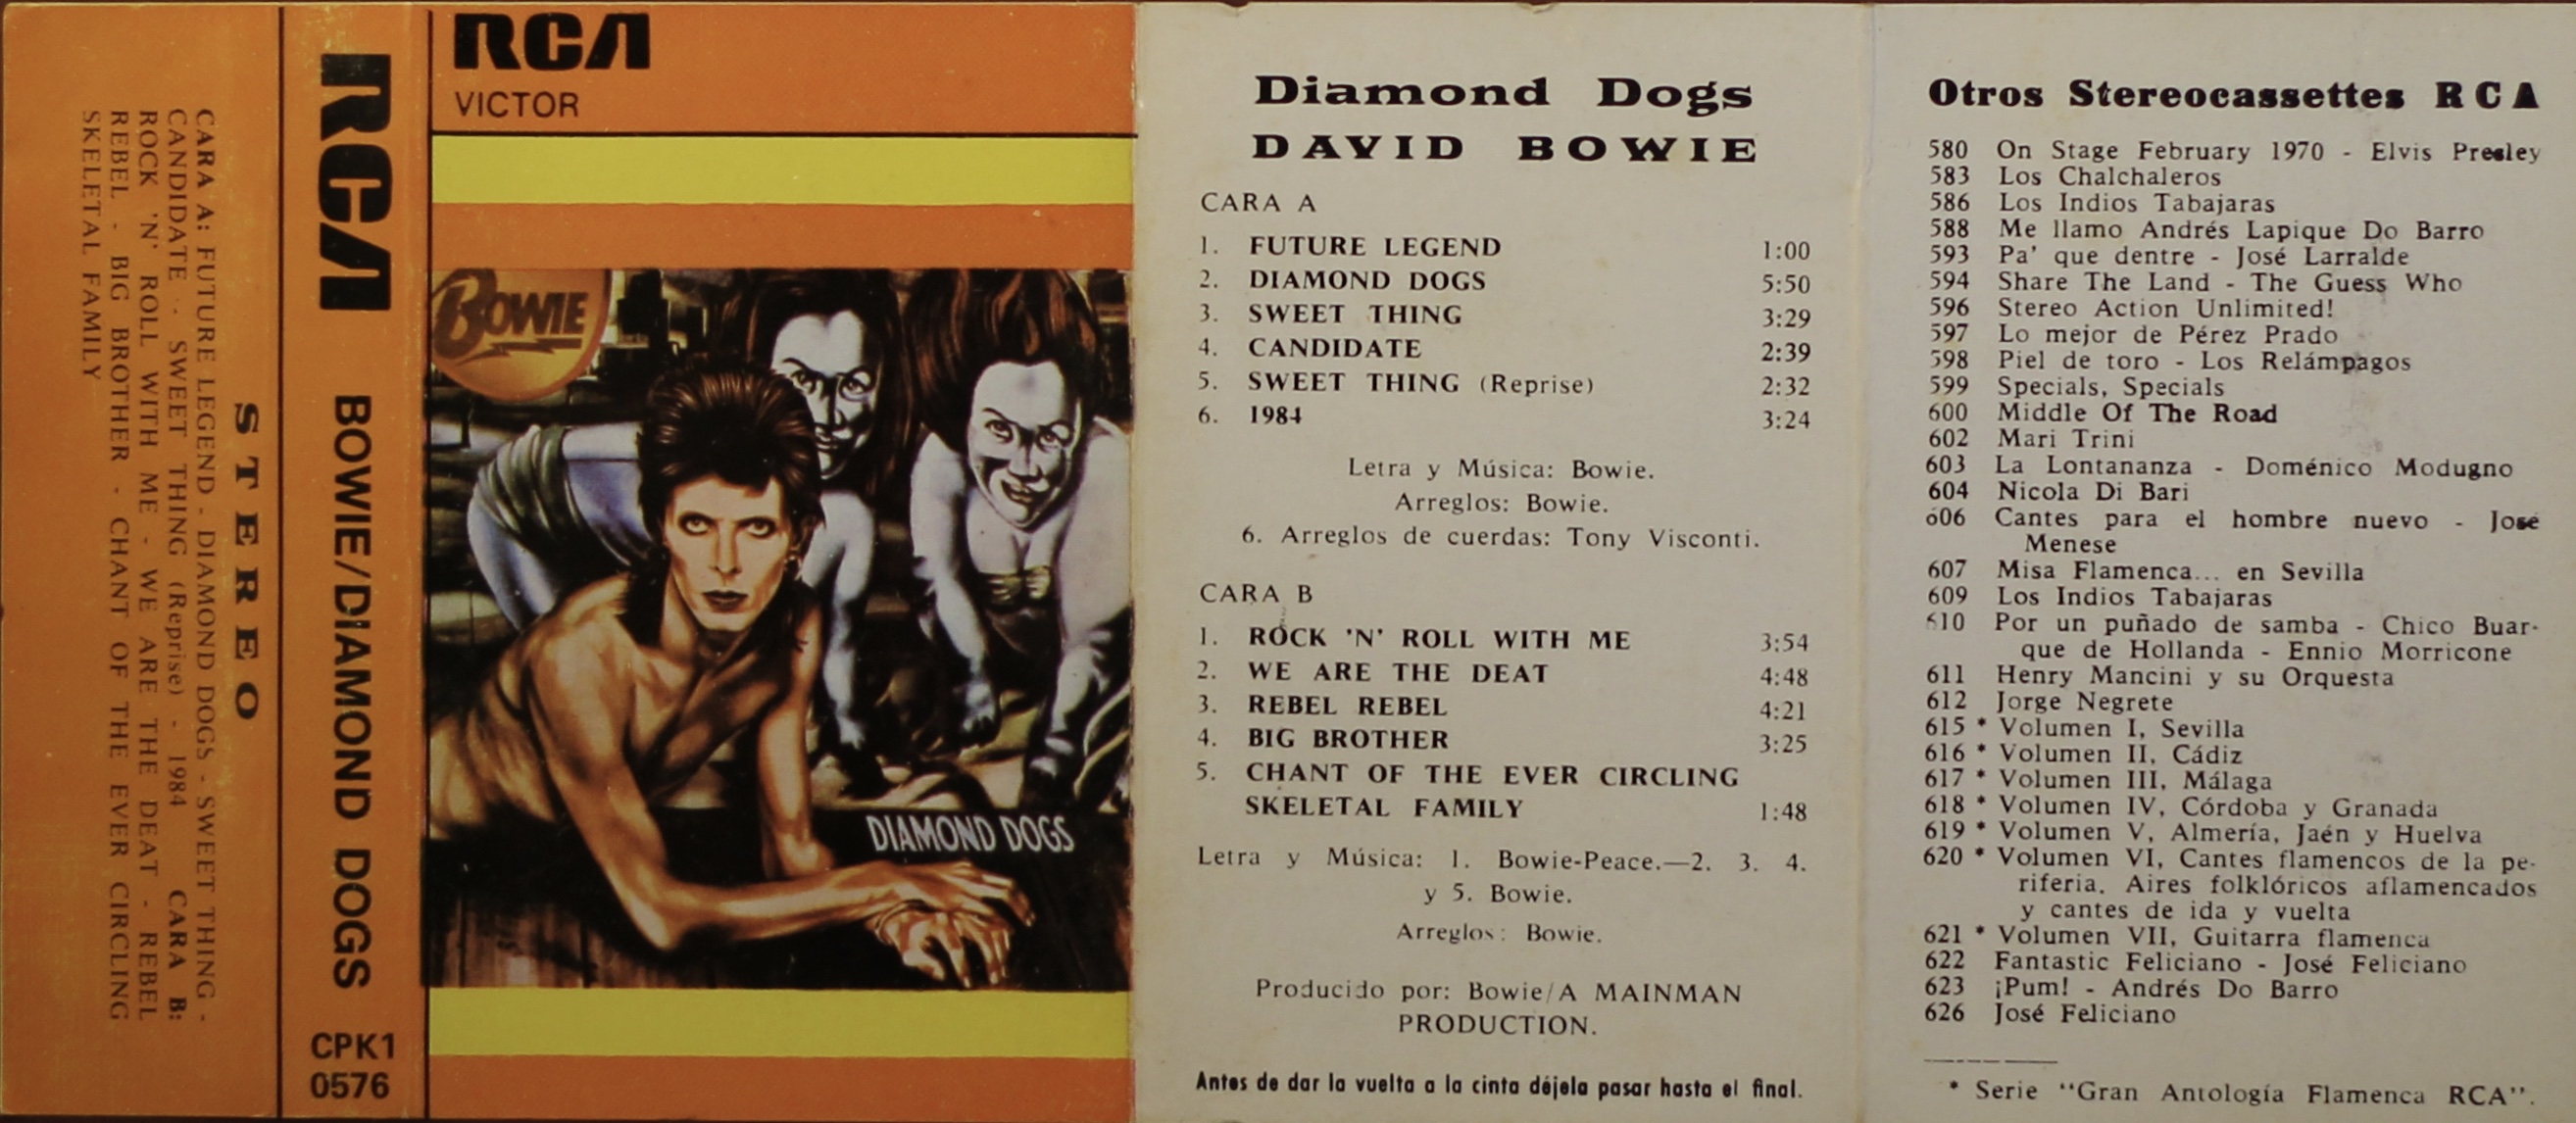 CARA A: FUTURE LEGEND - DIAMOND DOGS - SWEET THING -
CANDIDATE - SWEET THING (Reprise) - 1984 CARA B:
ROCK 'N' ROLL WITH ME - WE ARE THE DEAT - REBEL
REBEL - BIG BROTHER - CHANT OF THE EVER CIRCLING
SKELETAL FAMILY
STEREO
RCA BOWIE/DIAMOND DOGS
CPK1
0576
RCA
VICTOR
BOWIE
DIAMOND DOGS
Diamond Dogs
DAVID BOWIE
CARA A
1. FUTURE LEGEND 1:00
2. DIAMOND DOGS 5:50
3. SWEET THING 3:29
4. CANDIDATE 2:39
5. SWEET THING (Reprise) 2:32
6. 1984 3:24
Letra y Música: Bowie.
Arreglos: Bowie.
6. Arreglos de cuerdas: Tony Visconti.
CARA B
1. ROCK 'N' ROLL WITH ME 3:54
2. WE ARE THE DEAT 4:48
3. REBEL REBEL 4:21
4. BIG BROTHER 3:25
5. CHANT OF THE EVER CIRCLING
SKELETAL FAMILY 1:48
Letra y Música: 1. Bowie-Peace.—2. 3. 4.
y 5. Bowie.
Arreglos: Bowie.
Producido por: Bowie/A MAINMAN
PRODUCTION.
Antes de dar la vuelta a la cinta déjela pasar hasta el final.
Otros Stereocassettes RCA
580 On Stage February 1970 - Elvis Presley
583 Los Chalchaleros
586 Los Indios Tabajaras
588 Me llamo Andrés Lapique Do Barro
593 Pa' que dentre - José Larralde
594 Share The Land - The Guess Who
596 Stereo Action Unlimited!
597 Lo mejor de Pérez Prado
598 Piel de toro - Los Relámpagos
599 Specials, Specials
600 Middle Of The Road
602 Mari Trini
603 La Lontananza - Doménico Modugno
604 Nicola Di Bari
606 Cantes para el hombre nuevo - José
Menese
607 Misa Flamenca... en Sevilla
609 Los Indios Tabajaras
610 Por un puñado de samba - Chico Buar-
que de Hollanda - Ennio Morricone
611 Henry Mancini y su Orquesta
612 Jorge Negrete
615 * Volumen I, Sevilla
616 * Volumen II, Cádiz
617 * Volumen III, Málaga
618 * Volumen IV, Córdoba y Granada
619 * Volumen V, Almería, Jaén y Huelva
620 * Volumen VI, Cantes flamencos de la pe-
riferia. Aires folklóricos aflamencados
y cantes de ida y vuelta
621 * Volumen VII, Guitarra flamenca
622 Fantastic Feliciano - José Feliciano
623 ¡Pum! - Andrés Do Barro
626 José Feliciano
* Serie "Gran Antología Flamenca RCA".